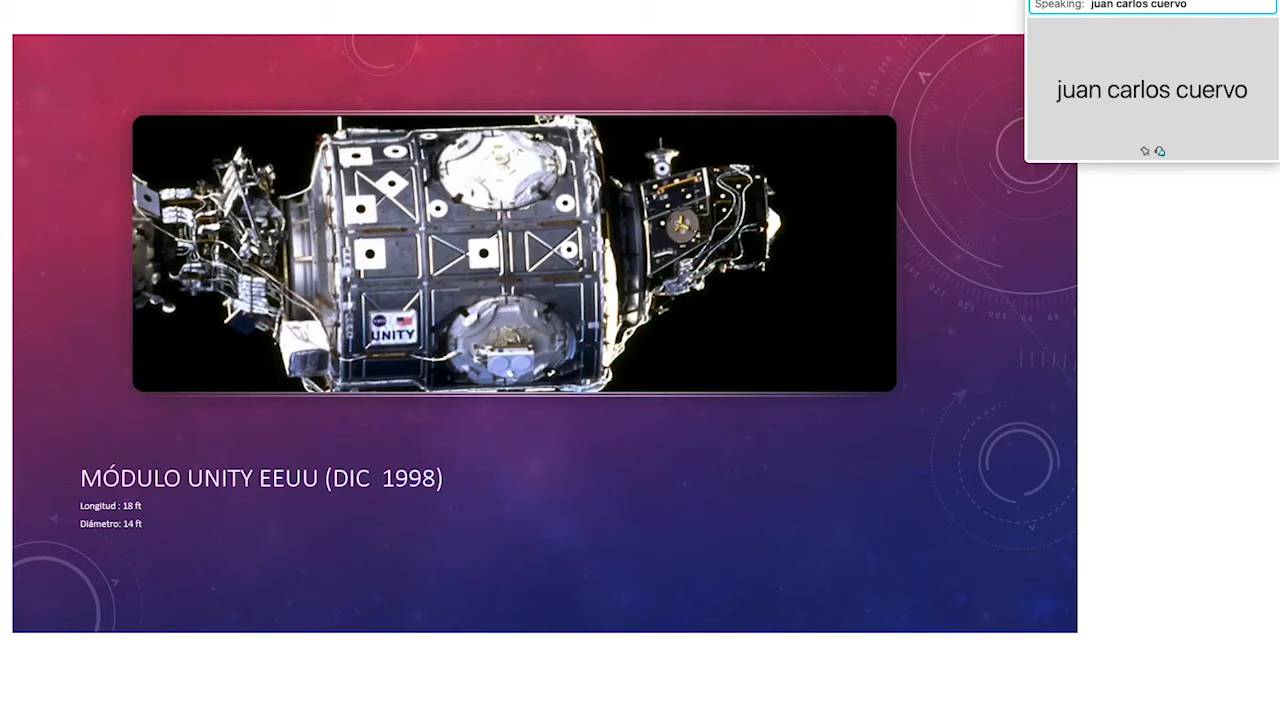 Speaking: juan carlos cuervo
juan carlos cuervo
UNITY
MÓDULO UNITY EEUU (DIC 1998)
Longitud : 18 ft
Diámetro: 14 ft